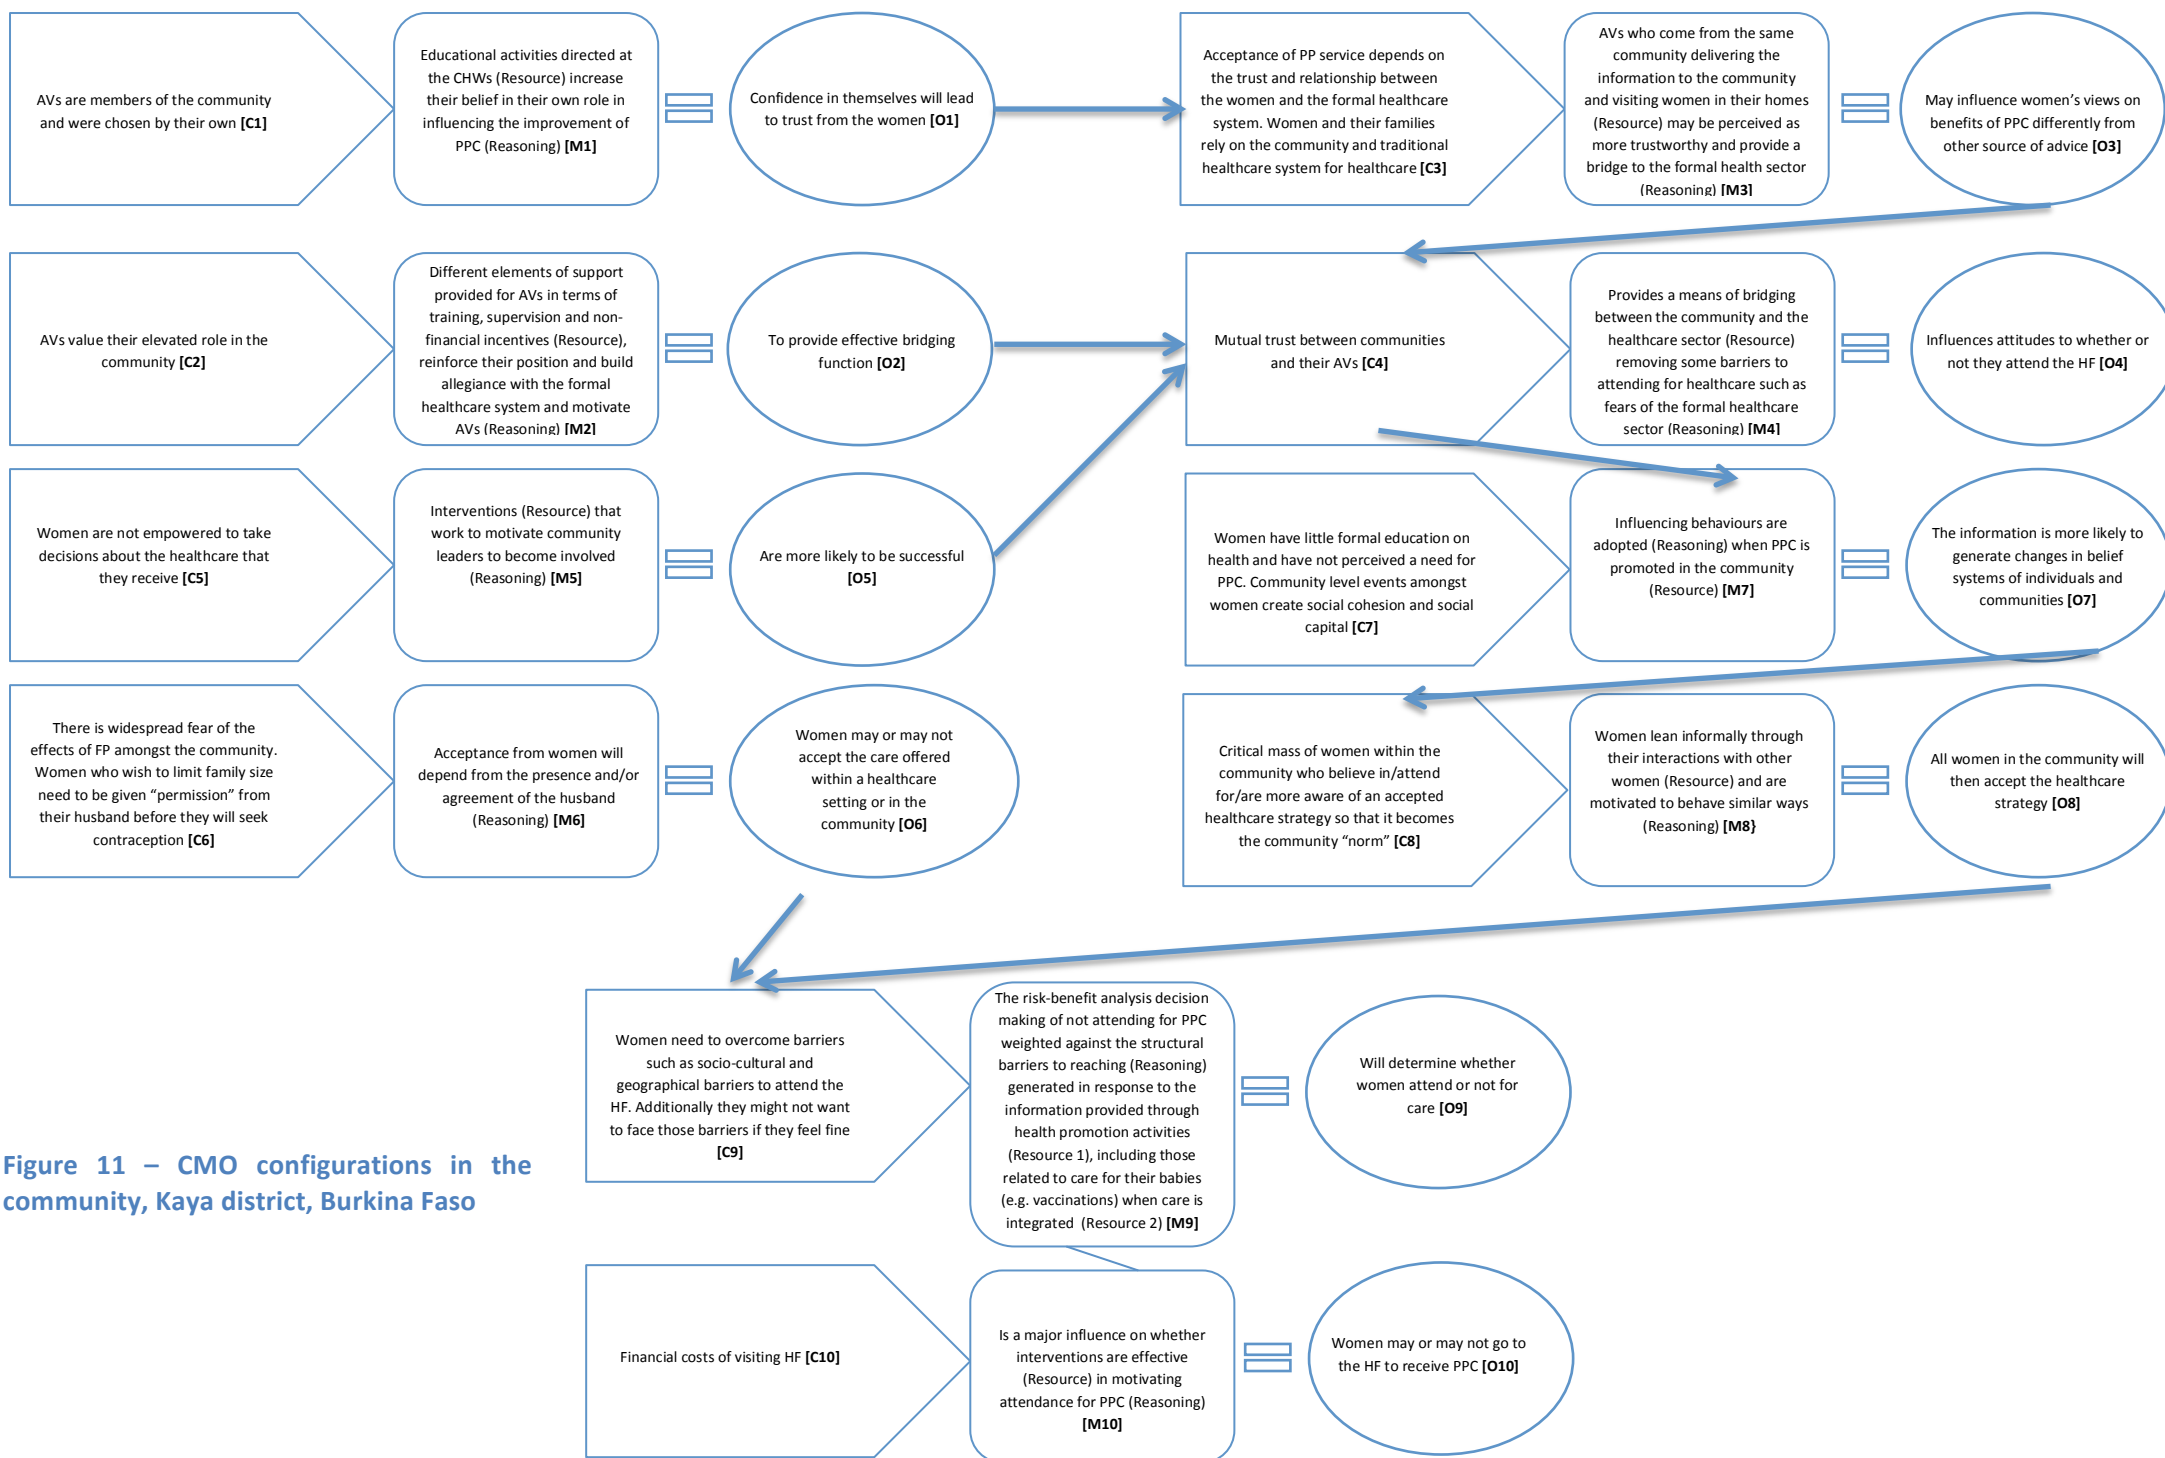 AVs are members of the community
and were chosen by their own [C1]
Educational activities directed at
the CHWs (Resource) increase
their belief in their own role in
influencing the improvement of
PPC (Reasoning) [M1]
Confidence in themselves will lead
to trust from the women [O1]
Acceptance of PP service depends on
the trust and relationship between
the women and the formal healthcare
system. Women and their families
rely on the community and traditional
healthcare system for healthcare [C3]
AVs who come from the same
community delivering the
information to the community
and visiting women in their homes
(Resource) may be perceived as
more trustworthy and provide a
bridge to the formal health sector
(Reasoning) [M3]
May influence women's views on
benefits of PPC differently from
other source of advice [O3]
AVs value their elevated role in the
community [C2]
Different elements of support
provided for AVs in terms of
training, supervision and non-
financial incentives (Resource),
reinforce their position and build
allegiance with the formal
healthcare system and motivate
AVs (Reasoning) [M2]
To provide effective bridging
function [O2]
Mutual trust between communities
and their AVs [C4]
Provides a means of bridging
between the community and the
healthcare sector (Resource)
removing some barriers to
attending for healthcare such as
fears of the formal healthcare
sector (Reasoning) [M4]
Influences attitudes to whether or
not they attend the HF [O4]
Women are not empowered to take
decisions about the healthcare that
they receive [C5]
Interventions (Resource) that
work to motivate community
leaders to become involved
(Reasoning) [M5]
Are more likely to be successful
[O5]
Women have little formal education on
health and have not perceived a need for
PPC. Community level events amongst
women create social cohesion and social
capital [C7]
Influencing behaviours are
adopted (Reasoning) when PPC is
promoted in the community
(Resource) [M7]
The information is more likely to
generate changes in belief
systems of individuals and
communities [O7]
There is widespread fear of the
effects of FP amongst the community.
Women who wish to limit family size
need to be given "permission" from
their husband before they will seek
contraception [C6]
Acceptance from women will
depend from the presence and/or
agreement of the husband
(Reasoning) [M6]
Women may or may not
accept the care offered
within a healthcare
setting or in the
community [O6]
Critical mass of women within the
community who believe in/attend
for/are more aware of an accepted
healthcare strategy so that it becomes
the community "norm" [C8]
Women lean informally through
their interactions with other
women (Resource) and are
motivated to behave similar ways
(Reasoning) [M8}
All women in the community will
then accept the healthcare
strategy [O8]
Women need to overcome barriers
such as socio-cultural and
geographical barriers to attend the
HF. Additionally they might not want
to face those barriers if they feel fine
[C9]
The risk-benefit analysis decision
making of not attending for PPC
weighted against the structural
barriers to reaching (Reasoning)
generated in response to the
information provided through
health promotion activities
(Resource 1), including those
related to care for their babies
(e.g. vaccinations) when care is
integrated (Resource 2) [M9]
Will determine whether
women attend or not for
care [O9]
Figure 11 – CMO configurations in the
community, Kaya district, Burkina Faso
Financial costs of visiting HF [C10]
Is a major influence on whether
interventions are effective
(Resource) in motivating
attendance for PPC (Reasoning)
[M10]
Women may or may not go to
the HF to receive PPC [O10]